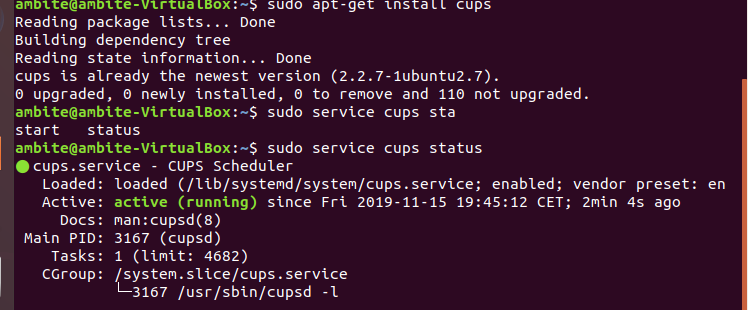 ambite@ambite-VirtualBox:~$ sudo apt-get install cups
Reading package lists... Done
Building dependency tree
Reading state information... Done
cups is already the newest version (2.2.7-1ubuntu2.7).
0 upgraded, 0 newly installed, 0 to remove and 110 not upgraded.
ambite@ambite-VirtualBox:~$ sudo service cups sta
start   status
ambite@ambite-VirtualBox:~$ sudo service cups status
● cups.service - CUPS Scheduler
   Loaded: loaded (/lib/systemd/system/cups.service; enabled; vendor preset: en
   Active: active (running) since Fri 2019-11-15 19:45:12 CET; 2min 4s ago
     Docs: man:cupsd(8)
 Main PID: 3167 (cupsd)
    Tasks: 1 (limit: 4682)
   CGroup: /system.slice/cups.service
           └─3167 /usr/sbin/cupsd -l